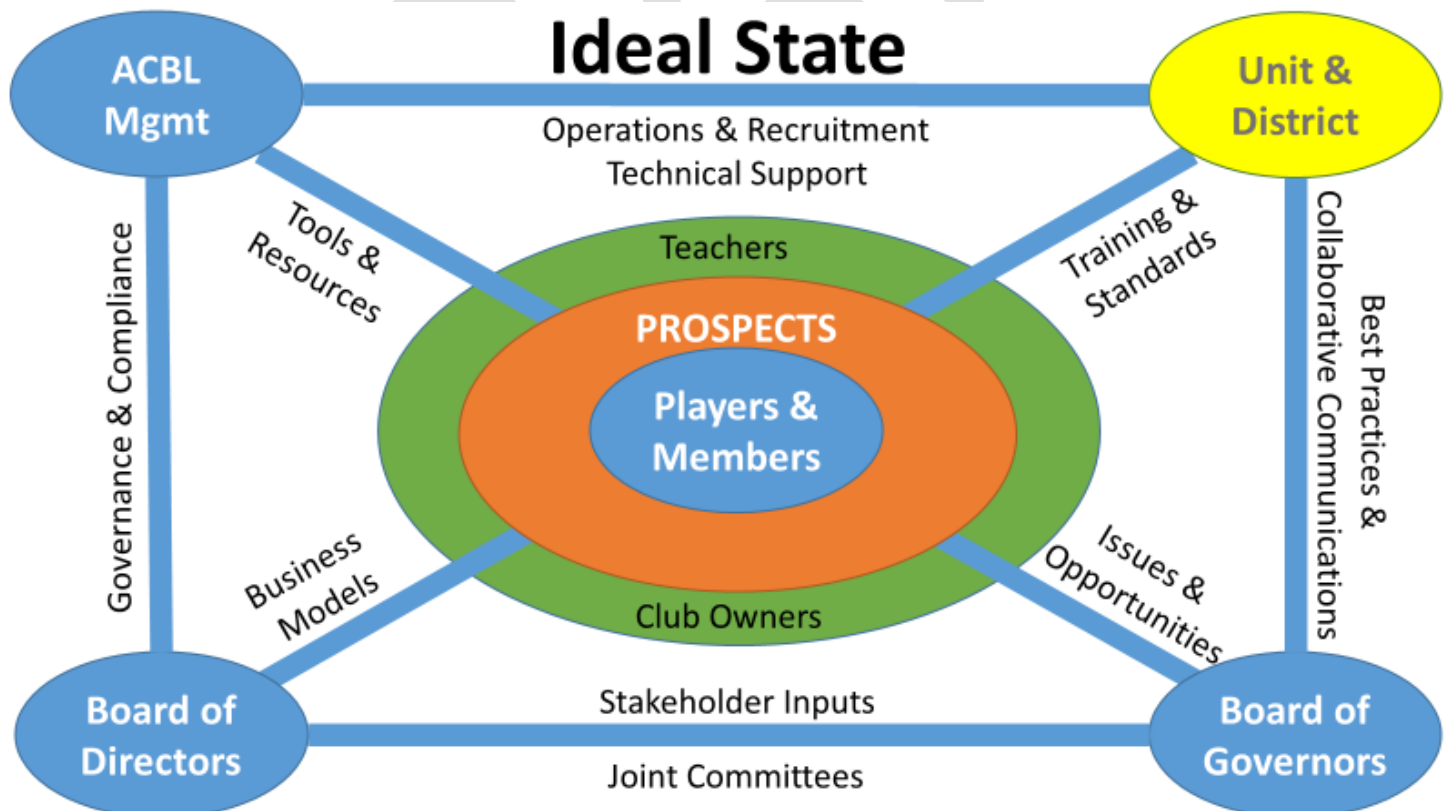 Ideal State
ACBL
Mgmt
Unit &
District
Operations & Recruitment
Technical Support
Tools &
Resources
Training &
Standards
Teachers
PROSPECTS
Players &
Members
Club Owners
Governance & Compliance
Best Practices &
Collaborative Communications
Business
Models
Issues &
Opportunities
Stakeholder Inputs
Joint Committees
Board of
Directors
Board of
Governors